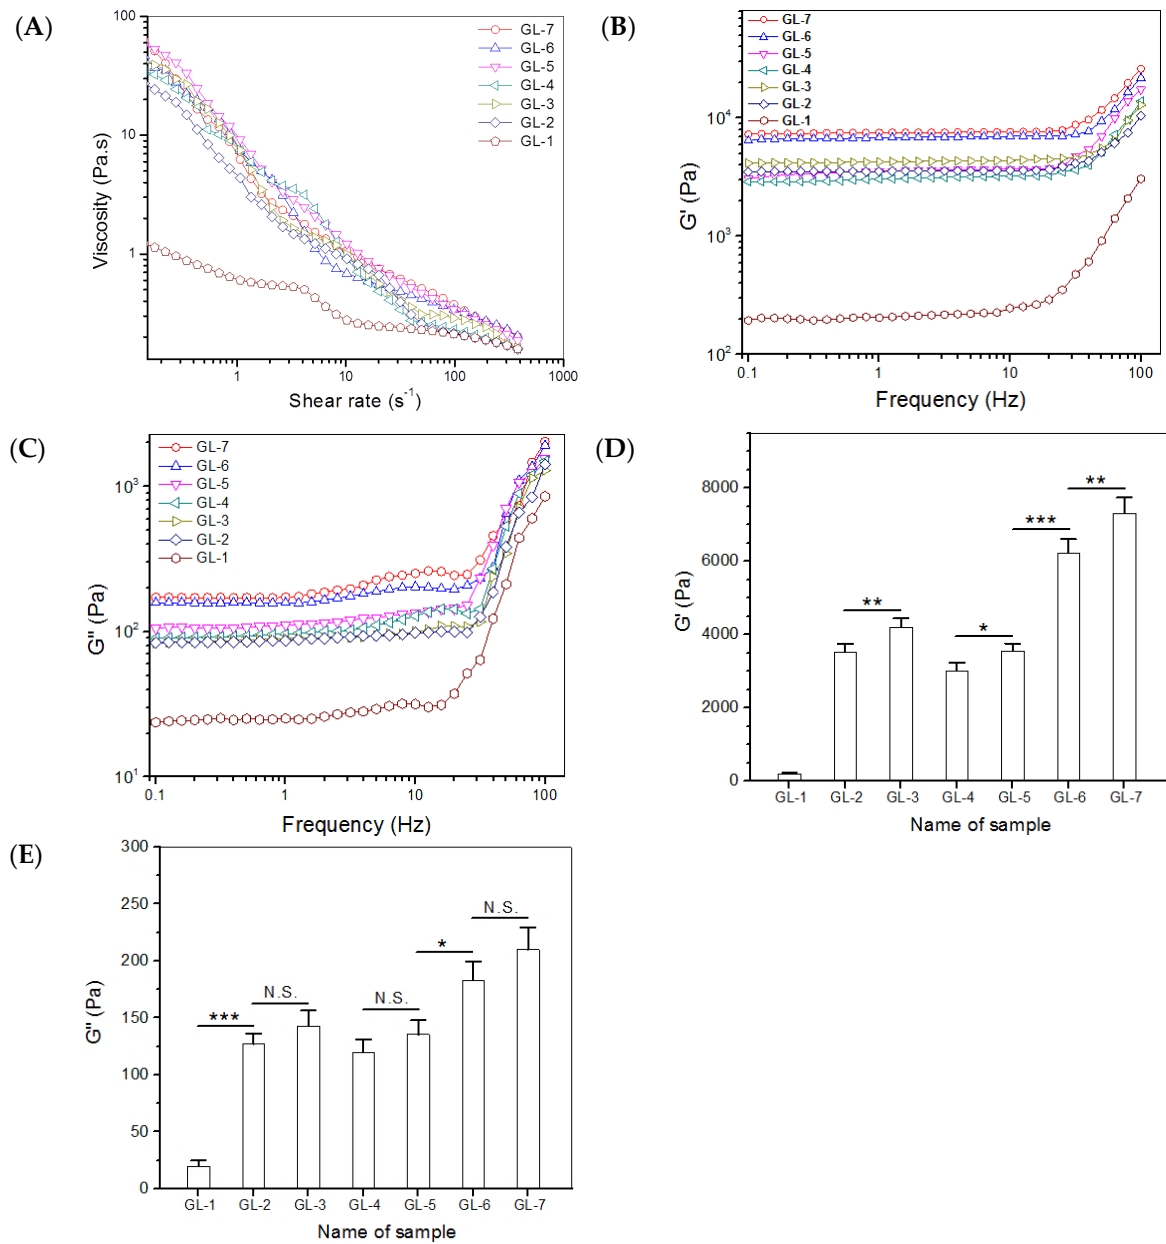 (A)
100
10
1
1
10
100
1000
Viscosity (Pa.s)
Shear rate (s⁻¹)
GL-7
GL-6
GL-5
GL-4
GL-3
GL-2
GL-1
(B)
GL-7
GL-6
GL-5
GL-4
GL-3
GL-2
GL-1
10⁴
10³
10²
0.1
1
10
100
G' (Pa)
Frequency (Hz)
(C)
GL-7
GL-6
GL-5
GL-4
GL-3
GL-2
GL-1
10³
10²
10¹
0.1
1
10
100
G'' (Pa)
Frequency (Hz)
(D)
8000
6000
4000
2000
0
G' (Pa)
**
*
***
**
GL-1 GL-2 GL-3 GL-4 GL-5 GL-6 GL-7
Name of sample
(E)
300
250
200
150
100
50
0
G'' (Pa)
***
N.S.
N.S.
*
N.S.
GL-1 GL-2 GL-3 GL-4 GL-5 GL-6 GL-7
Name of sample